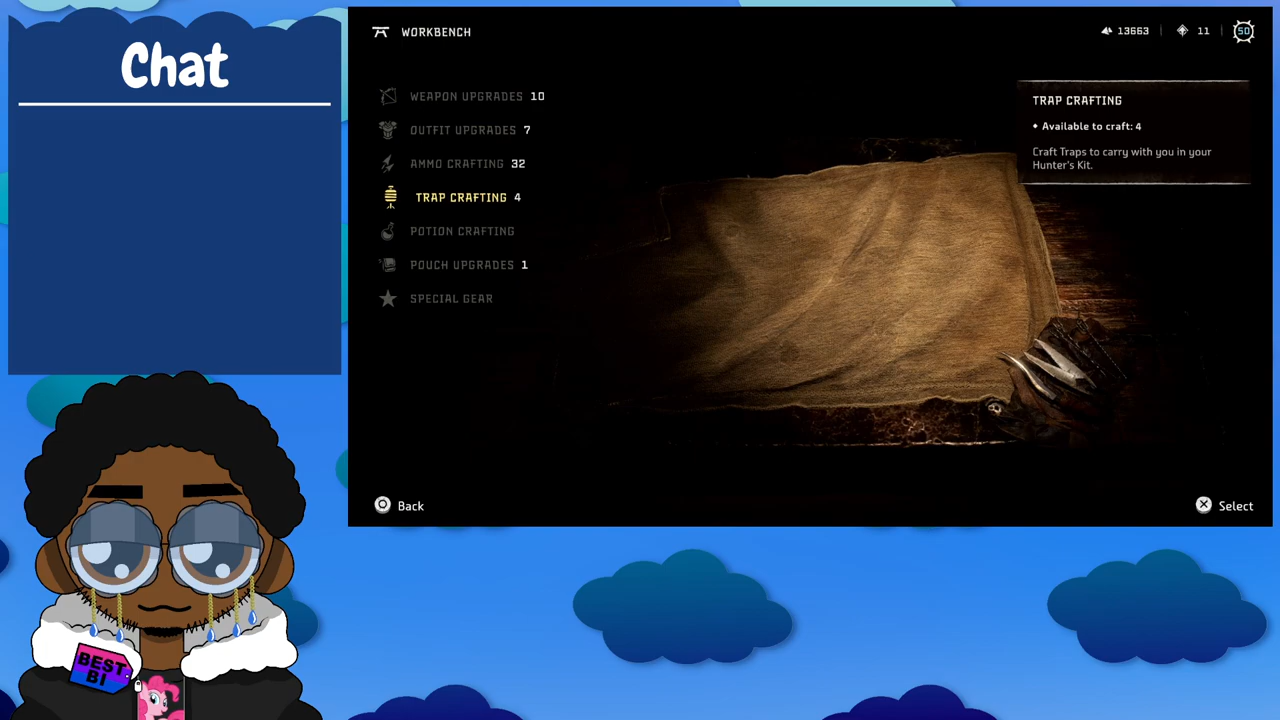 Chat
WORKBENCH
13663
11
50
WEAPON UPGRADES 10
OUTFIT UPGRADES 7
AMMO CRAFTING 32
TRAP CRAFTING 4
POTION CRAFTING
POUCH UPGRADES 1
SPECIAL GEAR
TRAP CRAFTING
Available to craft: 4
Craft Traps to carry with you in your
Hunter's Kit.
Back
Select
BEST
BI